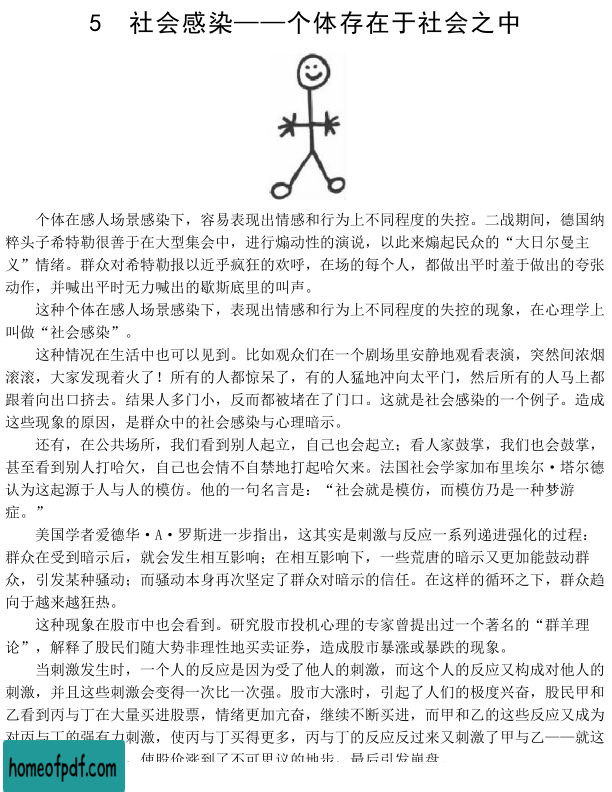 5 社会感染——个体存在于社会之中
个体在感人场景感染下，容易表现出情感和行为上不同程度的失控。二战期间，德国纳
粹头子希特勒很善于在大型集会中，进行煽动性的演说，以此来煽起民众的“大日尔曼主
义”情绪。群众对希特勒报以近乎疯狂的欢呼，在场的每个人，都做出平时羞于做出的夸张
动作，并喊出平时无力喊出的歇斯底里的叫声。
这种个体在感人场景感染下，表现出情感和行为上不同程度的失控的现象，在心理学上
叫做“社会感染”。
这种情况在生活中也可以见到。比如观众们在一个剧场里安静地观看表演，突然间浓烟
滚滚，大家发现着火了！所有的人都惊呆了，有的人猛地冲向太平门，然后所有的人马上都
跟着向出口挤去。结果人多门小，反而都被堵在了门口。这就是社会感染的一个例子。造成
这些现象的原因，是群众中的社会感染与心理暗示。
还有，在公共场所，我们看到别人起立，自己也会起立；看人家鼓掌，我们也会鼓掌，
甚至看到别人打哈欠，自己也会情不自禁地打起哈欠来。法国社会学家加布里埃尔·塔尔德
认为这起源于人与人的模仿。他的一句名言是：“社会就是模仿，而模仿乃是一种梦游
症。”
美国学者爱德华·A·罗斯进一步指出，这其实是刺激与反应一系列递进强化的过程：
群众在受到暗示后，就会发生相互影响；在相互影响下，一些荒唐的暗示又更加能鼓动群
众，引发某种骚动；而骚动本身再次坚定了群众对暗示的信任。在这样的循环之下，群众趋
向于越来越狂热。
这种现象在股市中也会看到。研究股市投机心理的专家曾提出过一个著名的“群羊理
论”，解释了股民们随大势非理性地买卖证券，造成股市暴涨或暴跌的现象。
当刺激发生时，一个人的反应是因为受了他人的刺激，而这个人的反应又构成对他人的
刺激，并且这些刺激会变得一次比一次强。股市大涨时，引起了人们的极度兴奋，股民甲和
乙看到丙与丁在大量买进股票，情绪更加亢奋，继续不断买进，而甲和乙的这些反应又成为
对丙与丁的强有力刺激，使丙与丁买得更多，丙与丁的反应反过来又刺激了甲与乙——就这
，使股价涨到了不可思议的地步，最后引发崩盘
homeofpdf.com